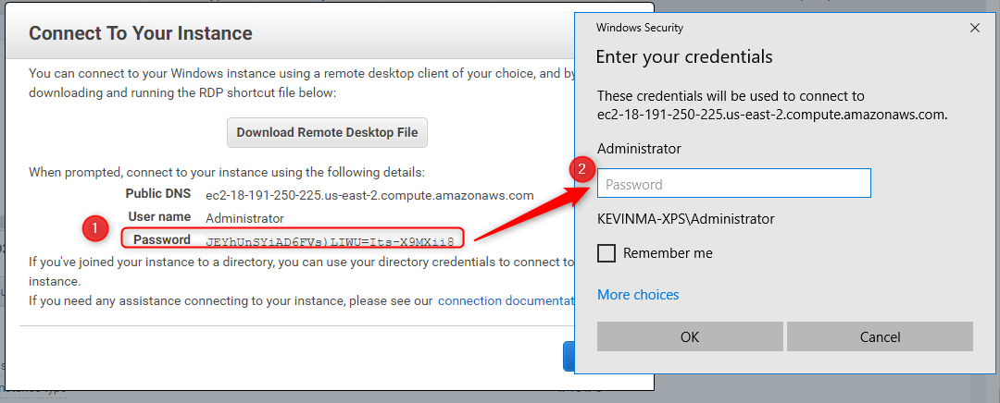 Connect To Your Instance
You can connect to your Windows instance using a remote desktop client of your choice, and by
downloading and running the RDP shortcut file below:
Download Remote Desktop File
When prompted, connect to your instance using the following details:
Public DNS ec2-18-191-250-225.us-east-2.compute.amazonaws.com
User name Administrator
1
Password JEYhUnSYiAD6FVs)LIWU=Its-X9MXii8
If you've joined your instance to a directory, you can use your directory credentials to connect to
instance.
If you need any assistance connecting to your instance, please see our connection documentat
Windows Security
Enter your credentials
These credentials will be used to connect to
ec2-18-191-250-225.us-east-2.compute.amazonaws.com.
Administrator
2
Password
KEVINMA-XPS\Administrator
Remember me
More choices
OK
Cancel